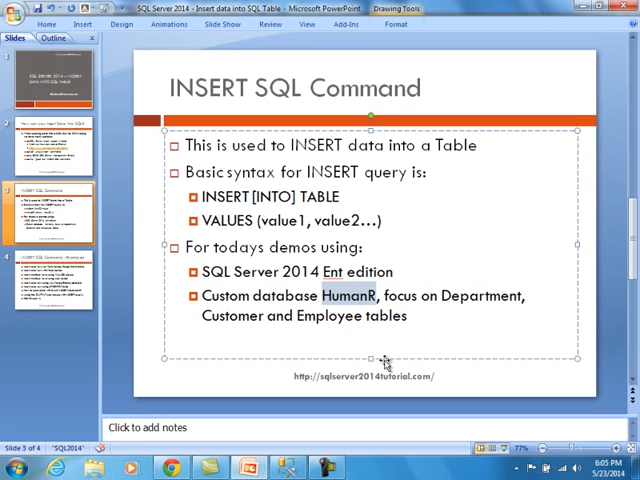 SQL Server 2014 - Insert data into SQL Table - Microsoft PowerPoint
Drawing Tools
Home
Insert
Design
Animations
Slide Show
Review
View
Add-Ins
Format
Slides
Outline
1
2
3
4
INSERT SQL Command
This is used to INSERT data into a Table
Basic syntax for INSERT query is:
INSERT [INTO] TABLE
VALUES (value1, value2...)
For todays demos using:
SQL Server 2014 Ent edition
Custom database HumanR, focus on Department,
Customer and Employee tables
http://sqlserver2014tutorial.com/
Click to add notes
Slide 3 of 4
"SQL2014"
77%
6:05 PM
5/23/2014